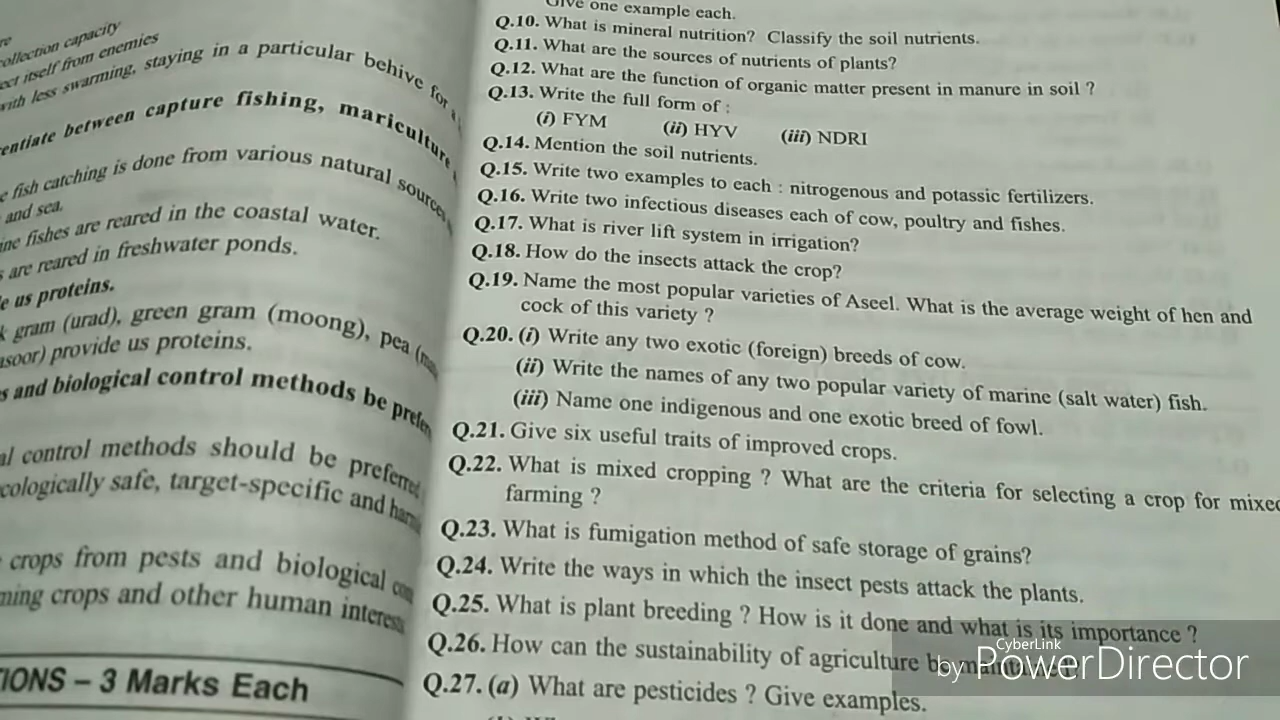 ollection capacity
ect itself from enemies
with less swarming, staying in a particular behive for
entiate between capture fishing, mariculture
fish catching is done from various natural sources
and sea.
ine fishes are reared in the coastal water.
are reared in freshwater ponds.
us proteins.
gram (urad), green gram (moong), pea
asoor) provide us proteins.
s and biological control methods be prefer
al control methods should be preferred
cologically safe, target-specific and harm
crops from pests and biological
ming crops and other human interests
TIONS – 3 Marks Each
Give one example each.
Q.10. What is mineral nutrition? Classify the soil nutrients.
Q.11. What are the sources of nutrients of plants?
Q.12. What are the function of organic matter present in manure in soil ?
Q.13. Write the full form of :
(i) FYM (ii) HYV (iii) NDRI
Q.14. Mention the soil nutrients.
Q.15. Write two examples to each : nitrogenous and potassic fertilizers.
Q.16. Write two infectious diseases each of cow, poultry and fishes.
Q.17. What is river lift system in irrigation?
Q.18. How do the insects attack the crop?
Q.19. Name the most popular varieties of Aseel. What is the average weight of hen and
cock of this variety ?
Q.20. (i) Write any two exotic (foreign) breeds of cow.
(ii) Write the names of any two popular variety of marine (salt water) fish.
(iii) Name one indigenous and one exotic breed of fowl.
Q.21. Give six useful traits of improved crops.
Q.22. What is mixed cropping ? What are the criteria for selecting a crop for mixed
farming ?
Q.23. What is fumigation method of safe storage of grains?
Q.24. Write the ways in which the insect pests attack the plants.
Q.25. What is plant breeding ? How is it done and what is its importance ?
Q.26. How can the sustainability of agriculture be
Q.27. (a) What are pesticides ? Give examples.
CyberLink
by PowerDirector